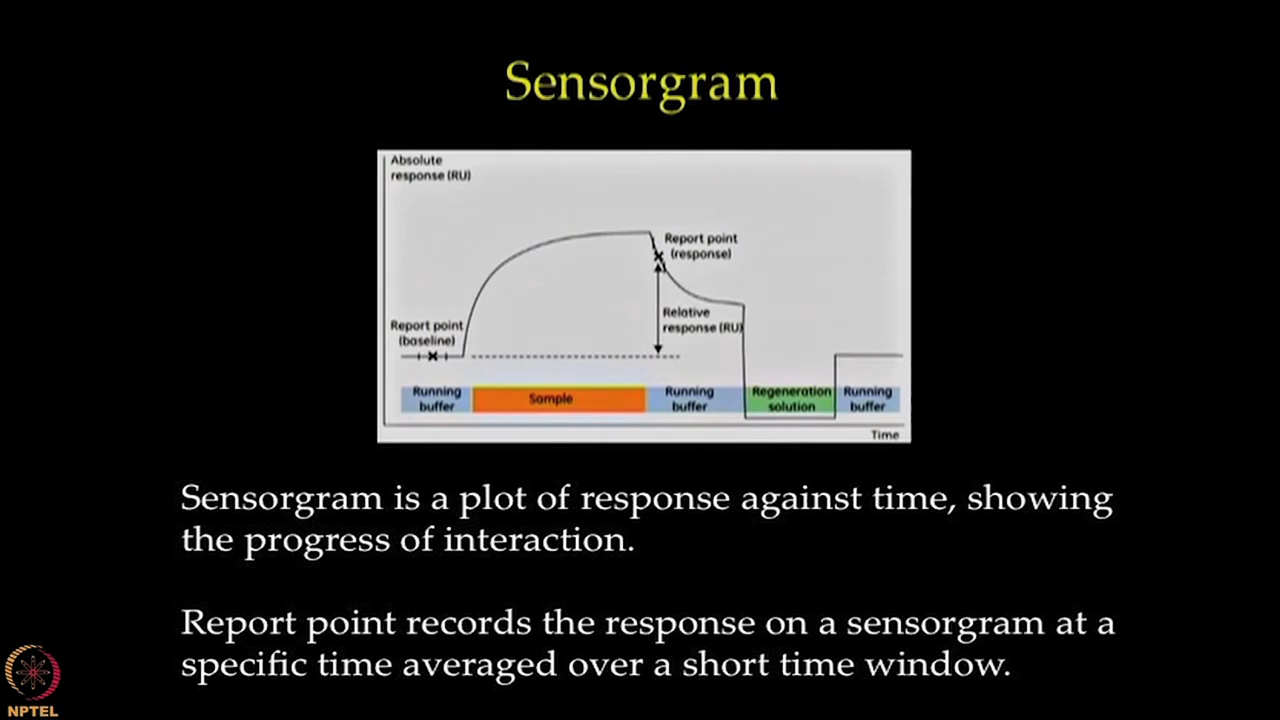 Sensorgram
Absolute
response (RU)
Report point
(response)
Relative
response (RU)
Report point
(baseline)
Running
buffer
Sample
Running
buffer
Regeneration
solution
Running
buffer
Time
Sensorgram is a plot of response against time, showing
the progress of interaction.
Report point records the response on a sensorgram at a
specific time averaged over a short time window.
NPTEL